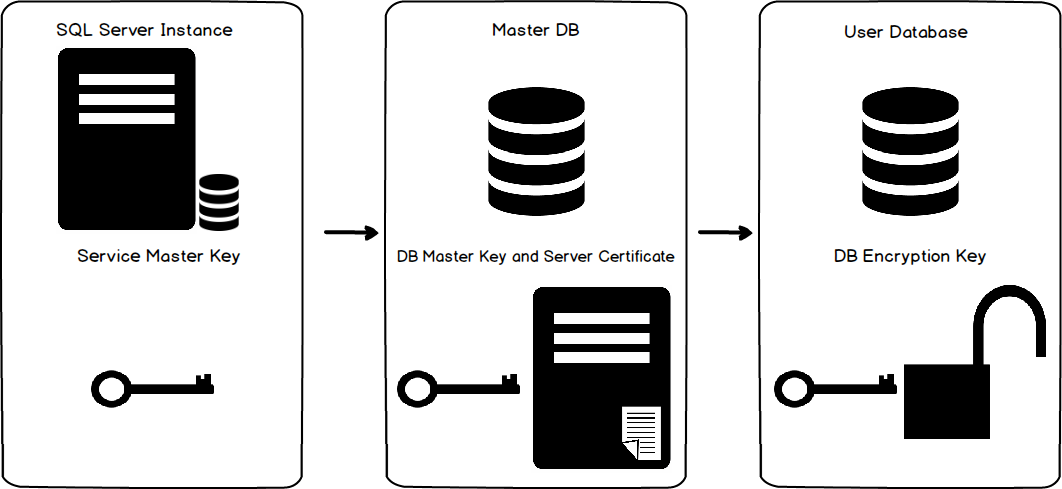 SQL Server Instance
Service Master Key
Master DB
DB Master Key and Server Certificate
User Database
DB Encryption Key